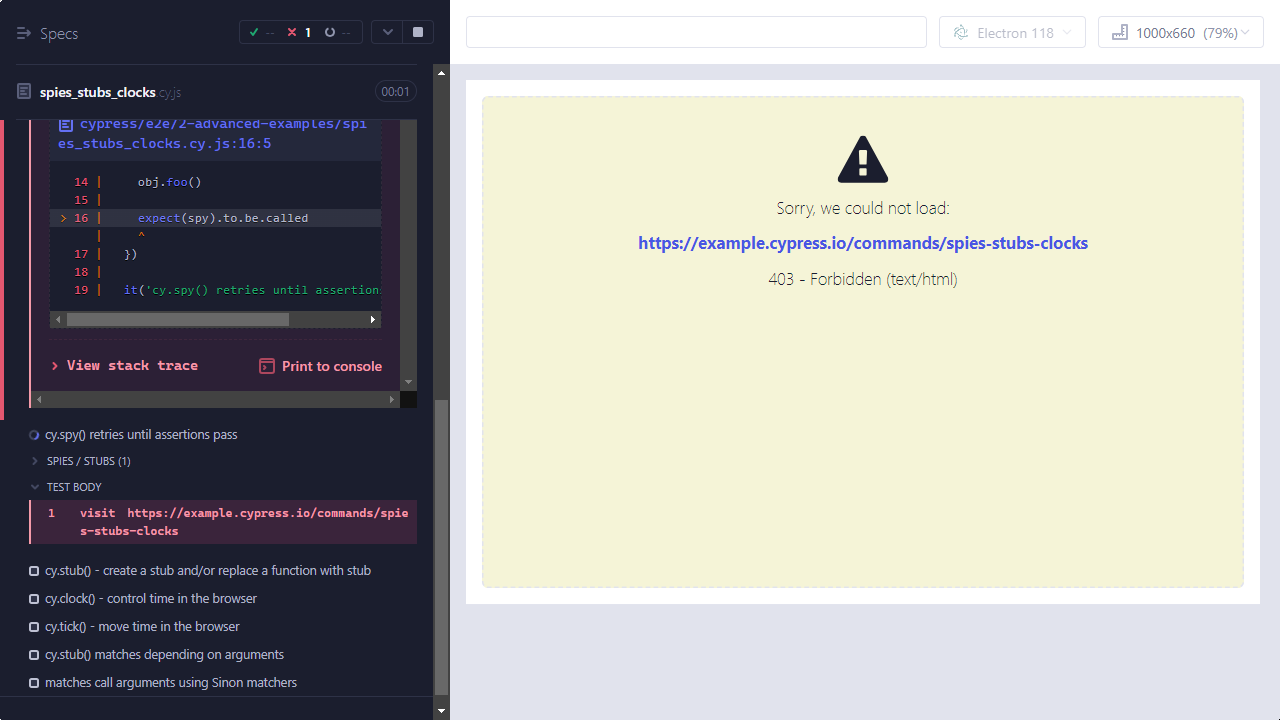 Specs
--
1
--
spies_stubs_clocks cy.js
00:01
cypress/e2e/2-advanced-examples/spi
es_stubs_clocks.cy.js:16:5
14 | obj.foo()
15 |
> 16 | expect(spy).to.be.called
| ^
17 | })
18 |
19 | it('cy.spy() retries until assertion
View stack trace
Print to console
cy.spy() retries until assertions pass
SPIES / STUBS (1)
TEST BODY
1 visit https://example.cypress.io/commands/spie
s-stubs-clocks
cy.stub() - create a stub and/or replace a function with stub
cy.clock() - control time in the browser
cy.tick() - move time in the browser
cy.stub() matches depending on arguments
matches call arguments using Sinon matchers
Electron 118
1000x660 (79%)
Sorry, we could not load:
https://example.cypress.io/commands/spies-stubs-clocks
403 - Forbidden (text/html)